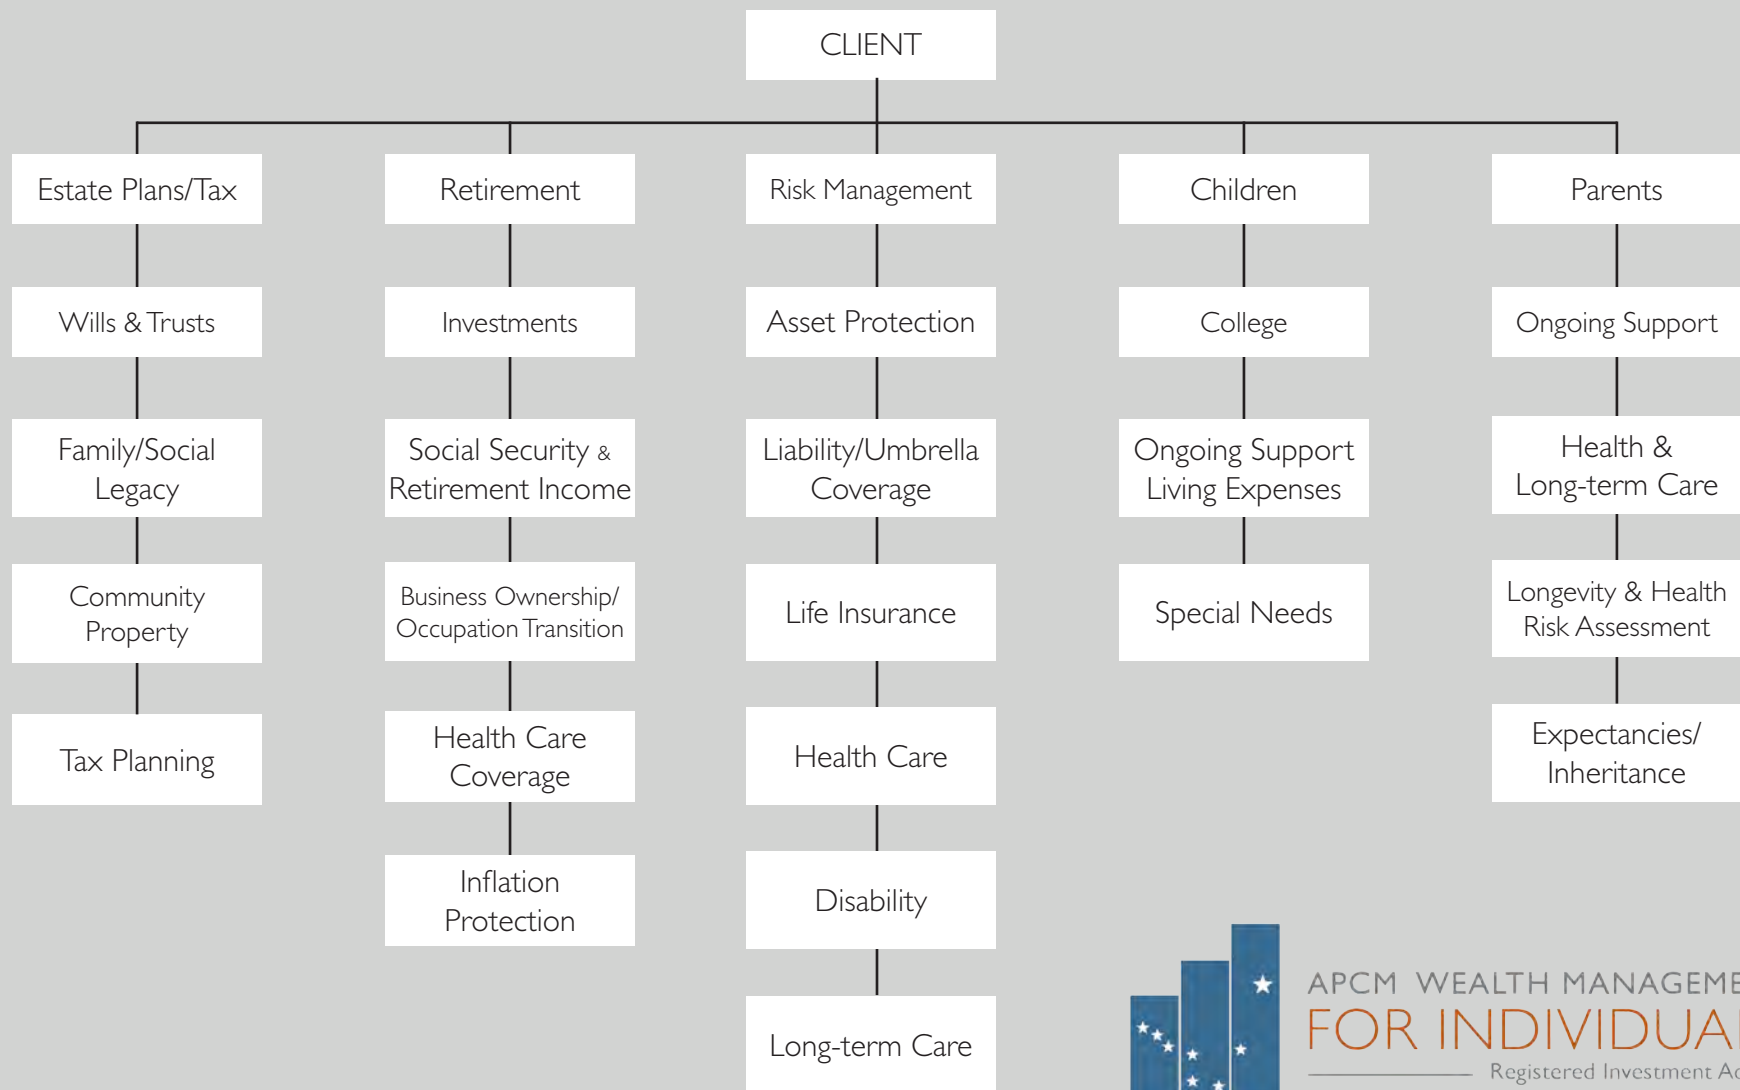 CLIENT
Estate Plans/Tax
Wills & Trusts
Family/Social
Legacy
Community
Property
Tax Planning
Retirement
Investments
Social Security &
Retirement Income
Business Ownership/
Occupation Transition
Health Care
Coverage
Inflation
Protection
Risk Management
Asset Protection
Liability/Umbrella
Coverage
Life Insurance
Health Care
Disability
Long-term Care
Children
College
Ongoing Support
Living Expenses
Special Needs
Parents
Ongoing Support
Health &
Long-term Care
Longevity & Health
Risk Assessment
Expectancies/
Inheritance
APCM WEALTH
FOR
Registered Investment